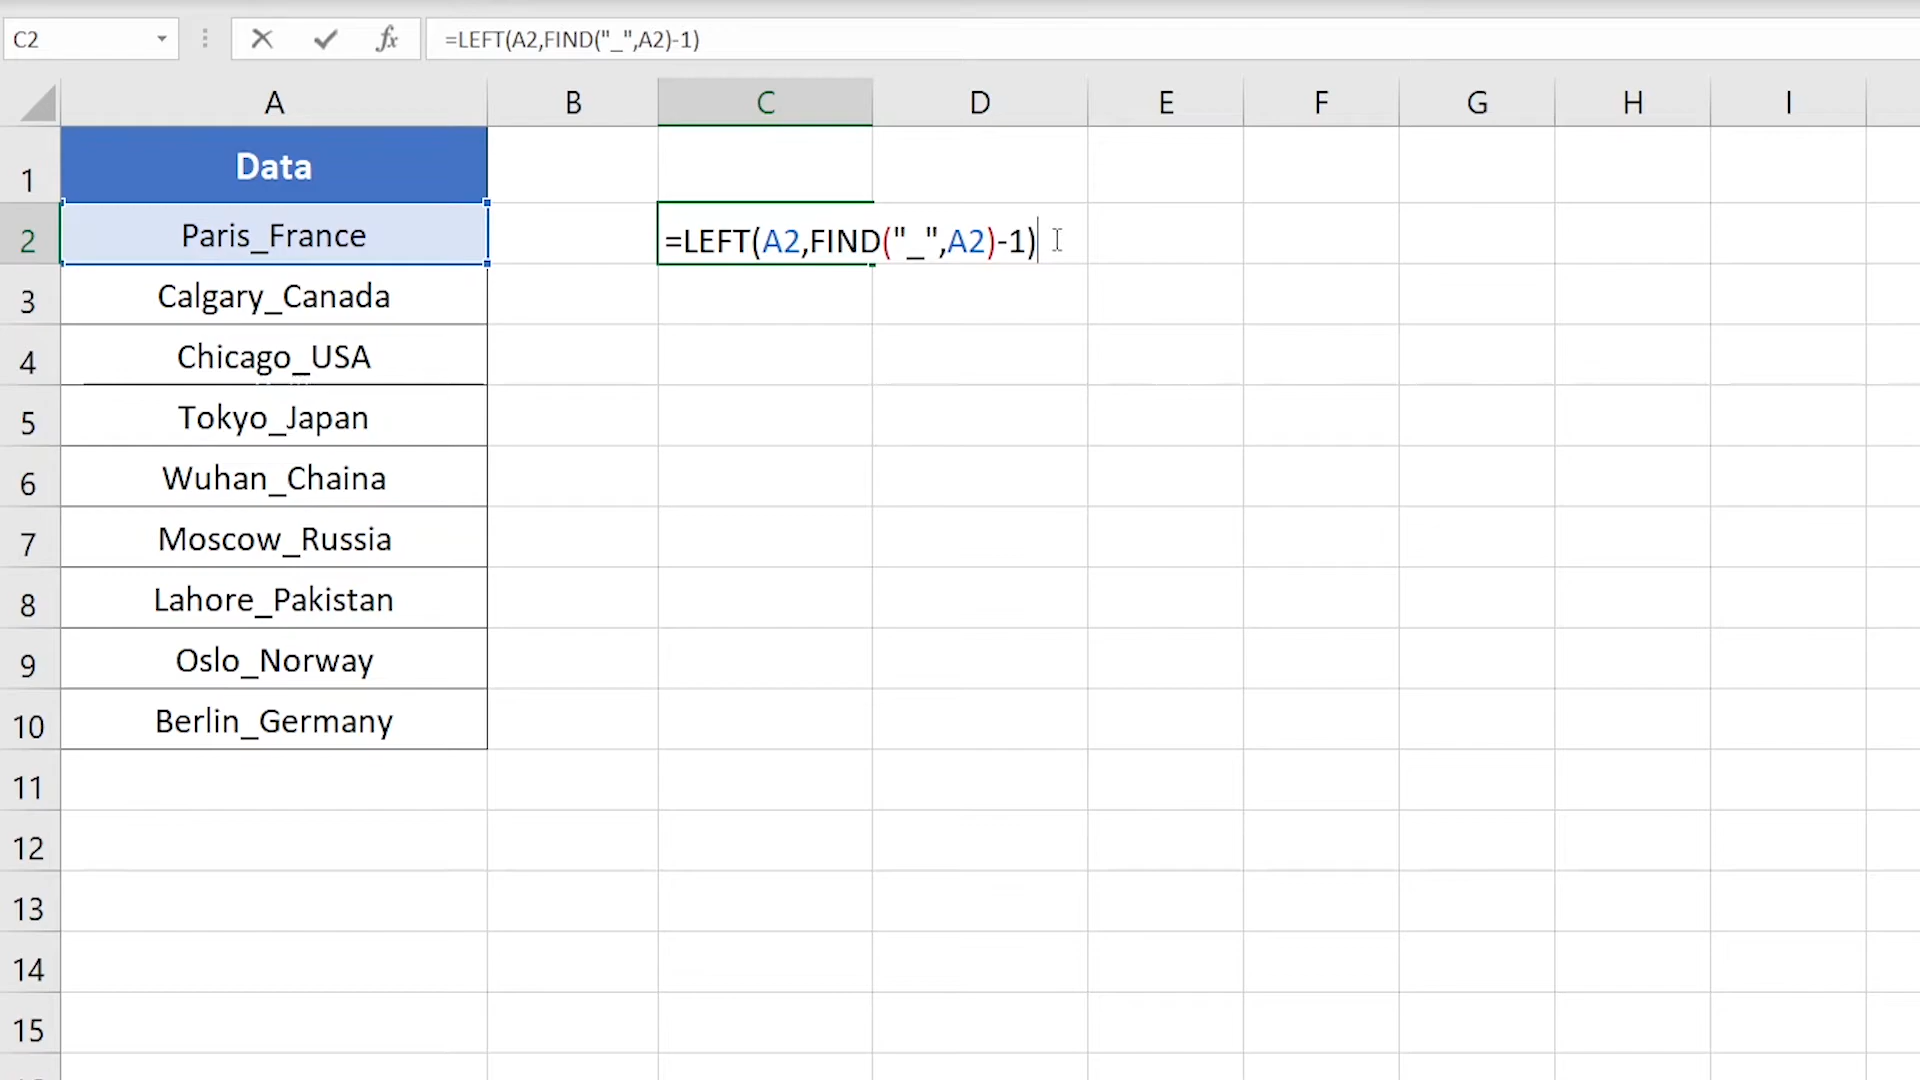 C2 fx =LEFT(A2,FIND("_",A2)-1)
A B C D E F G H I
1 Data
2 Paris_France =LEFT(A2,FIND("_",A2)-1)
3 Calgary_Canada
4 Chicago_USA
5 Tokyo_Japan
6 Wuhan_Chaina
7 Moscow_Russia
8 Lahore_Pakistan
9 Oslo_Norway
10 Berlin_Germany
11
12
13
14
15